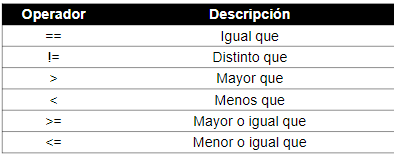 Operador Descripción
== Igual que
!= Distinto que
> Mayor que
< Menos que
>= Mayor o igual que
<= Menor o igual que